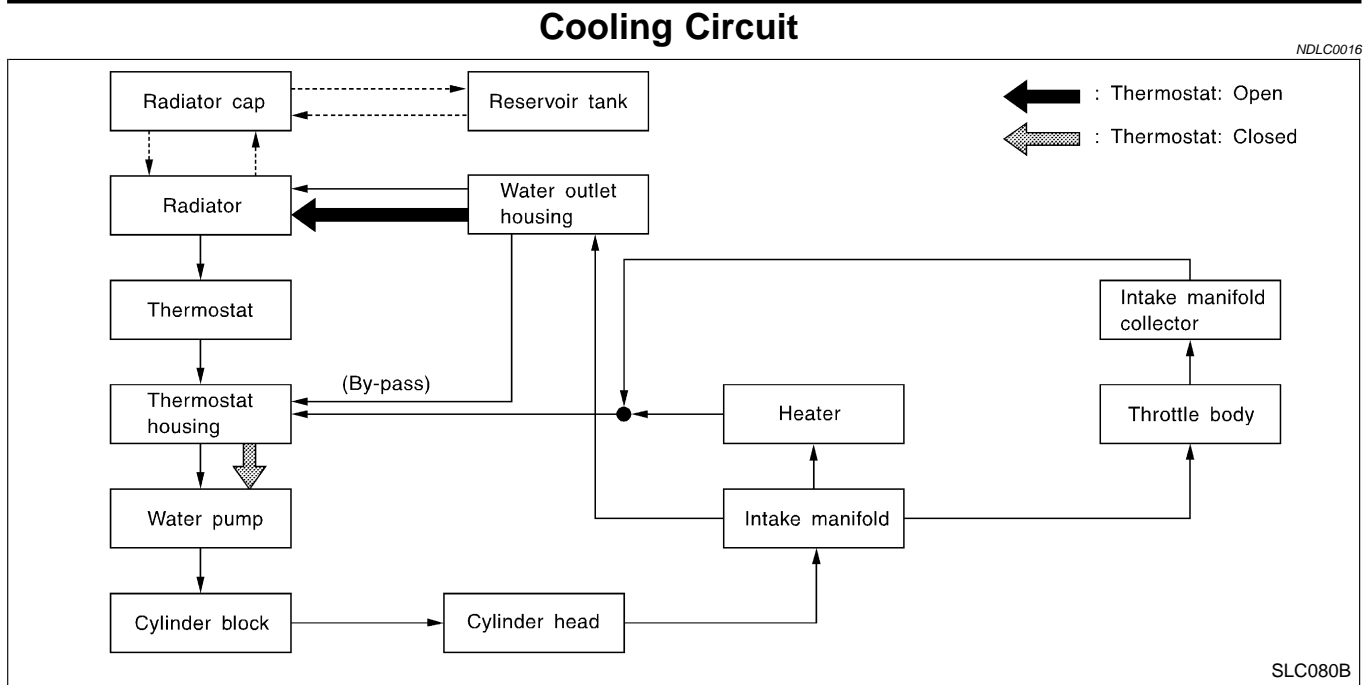 Cooling Circuit
NDLC0016
Radiator cap
Reservoir tank
: Thermostat: Open
: Thermostat: Closed
Radiator
Water outlet
housing
Thermostat
Intake manifold
collector
(By-pass)
Thermostat
housing
Heater
Throttle body
Water pump
Intake manifold
Cylinder block
Cylinder head
SLC080B